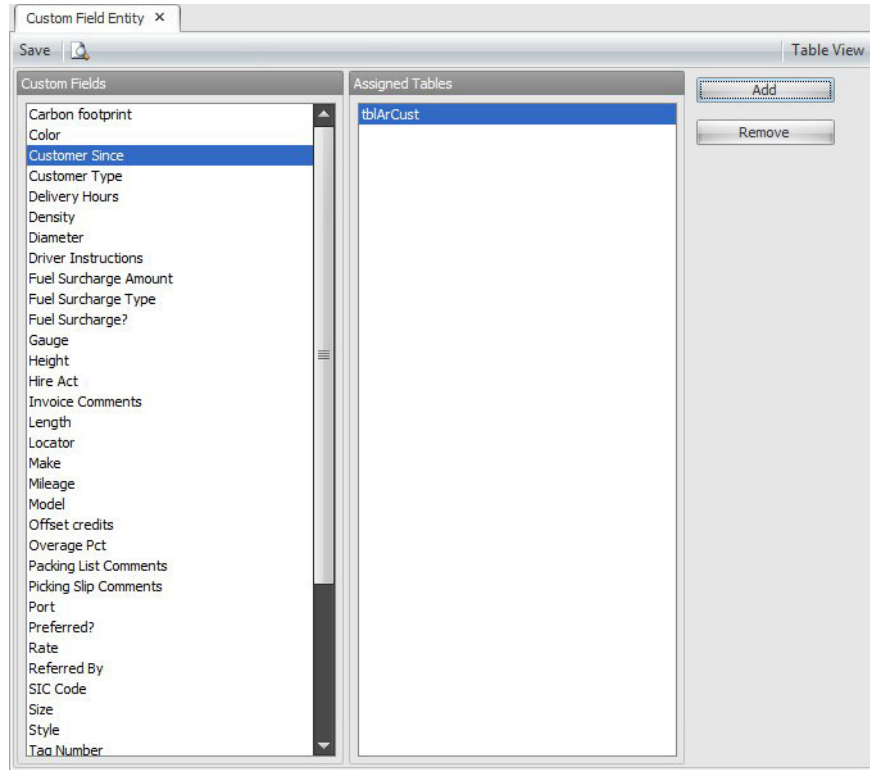 Custom Field Entity ×
Save
Table View
Custom Fields
Assigned Tables
Add
Remove
Carbon footprint
Color
Customer Since
Customer Type
Delivery Hours
Density
Diameter
Driver Instructions
Fuel Surcharge Amount
Fuel Surcharge Type
Fuel Surcharge?
Gauge
Height
Hire Act
Invoice Comments
Length
Locator
Make
Mileage
Model
Offset credits
Overage Pct
Packing List Comments
Picking Slip Comments
Port
Preferred?
Rate
Referred By
SIC Code
Size
Style
Tag Number
tblArCust